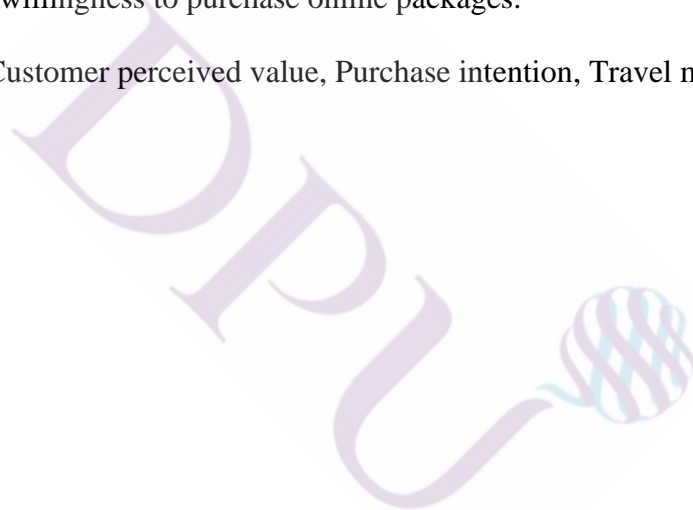 willingness to purchase online packages.
Customer perceived value, Purchase intention, Travel
DPU